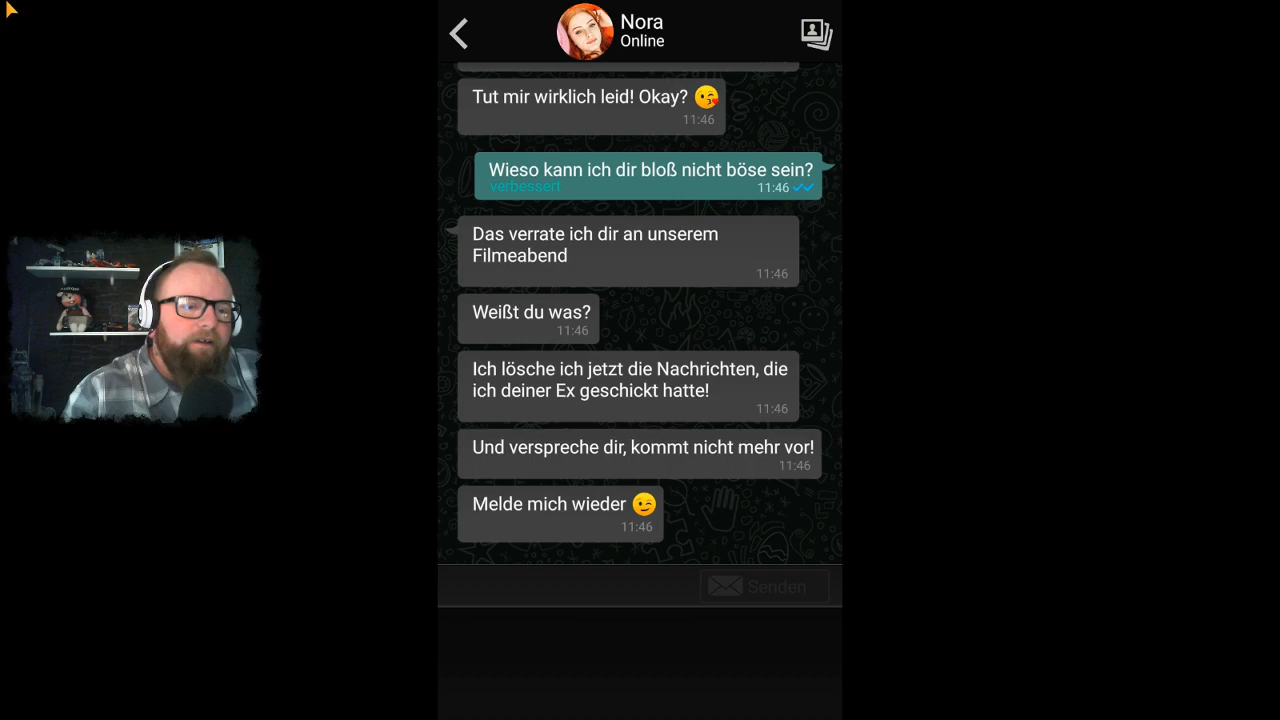 Nora
Online
Tut mir wirklich leid! Okay? 😘
11:46
Wieso kann ich dir bloß nicht böse sein?
verbessert
11:46
Das verrate ich dir an unserem
Filmeabend
11:46
Weißt du was?
11:46
Ich lösche ich jetzt die Nachrichten, die
ich deiner Ex geschickt hatte!
11:46
Und verspreche dir, kommt nicht mehr vor!
11:46
Melde mich wieder 😉
11:46
Senden